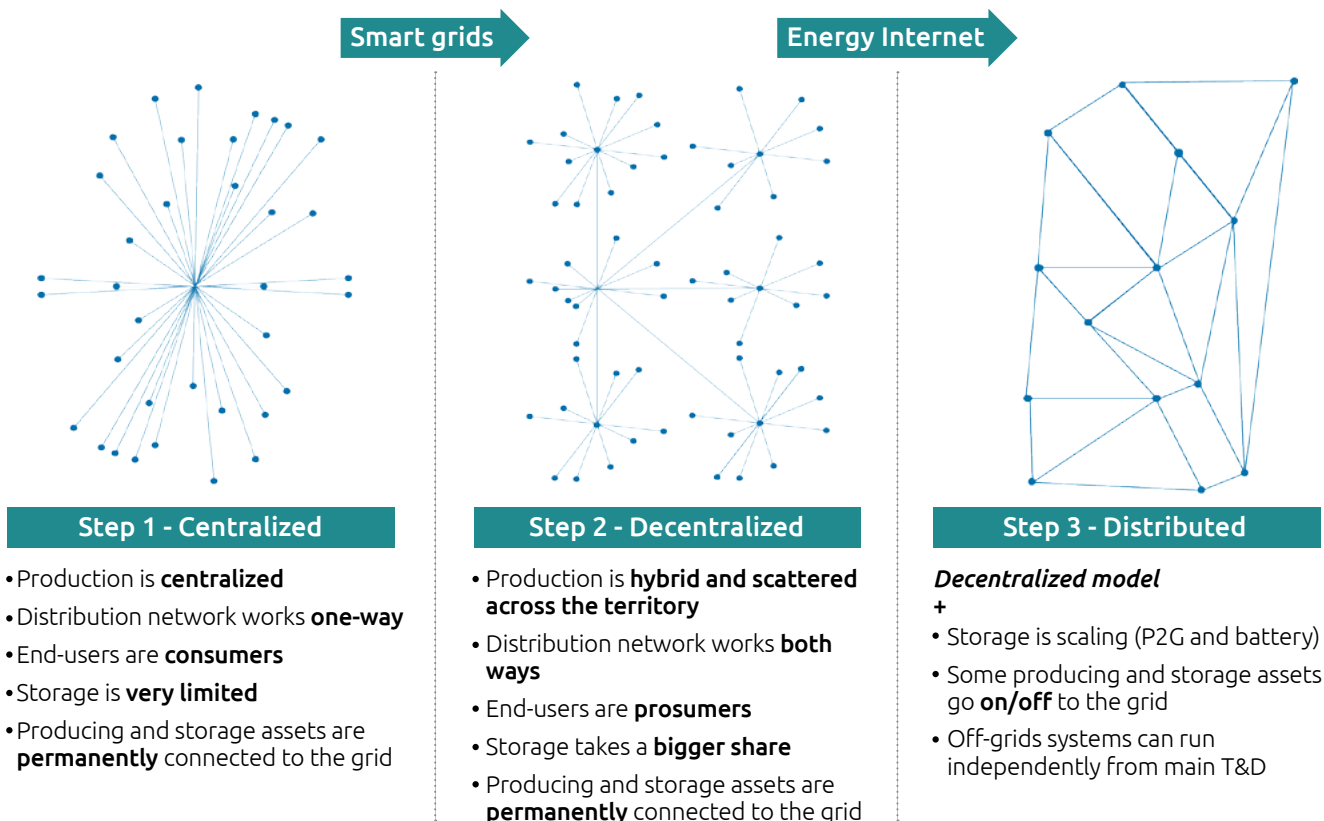 Smart grids
Energy Internet
Step 1 - Centralized
• Production is centralized
• Distribution network works one-way
• End-users are consumers
• Storage is very limited
• Producing and storage assets are
permanently connected to the grid
Step 2 - Decentralized
• Production is hybrid and scattered
across the territory
• Distribution network works both
ways
• End-users are prosumers
• Storage takes a bigger share
• Producing and storage assets are
permanently connected to the grid
Step 3 - Distributed
Decentralized model
+
• Storage is scaling (P2G and battery)
• Some producing and storage assets
go on/off to the grid
• Off-grids systems can run
independently from main T&D